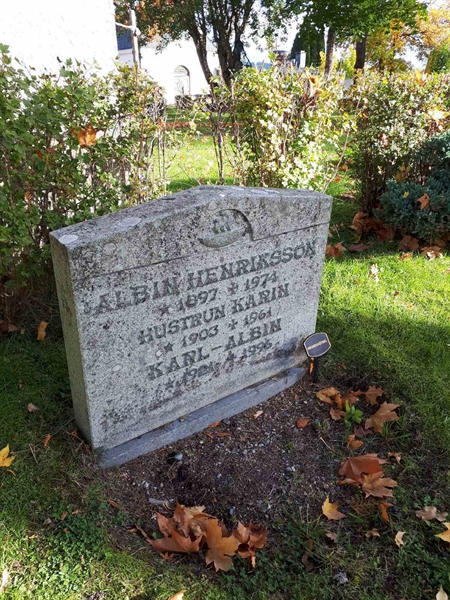 ALBIN HENRIKSSON
* 1897 + 1974
HUSTRUN KARIN
* 1903 + 1961
KARL-ALBIN